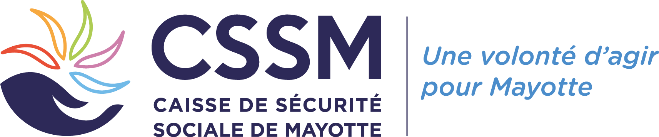 CSSM
CAISSE DE SÉCURITÉ
SOCIALE DE MAYOTTE
Une volonté d'agir
pour Mayotte